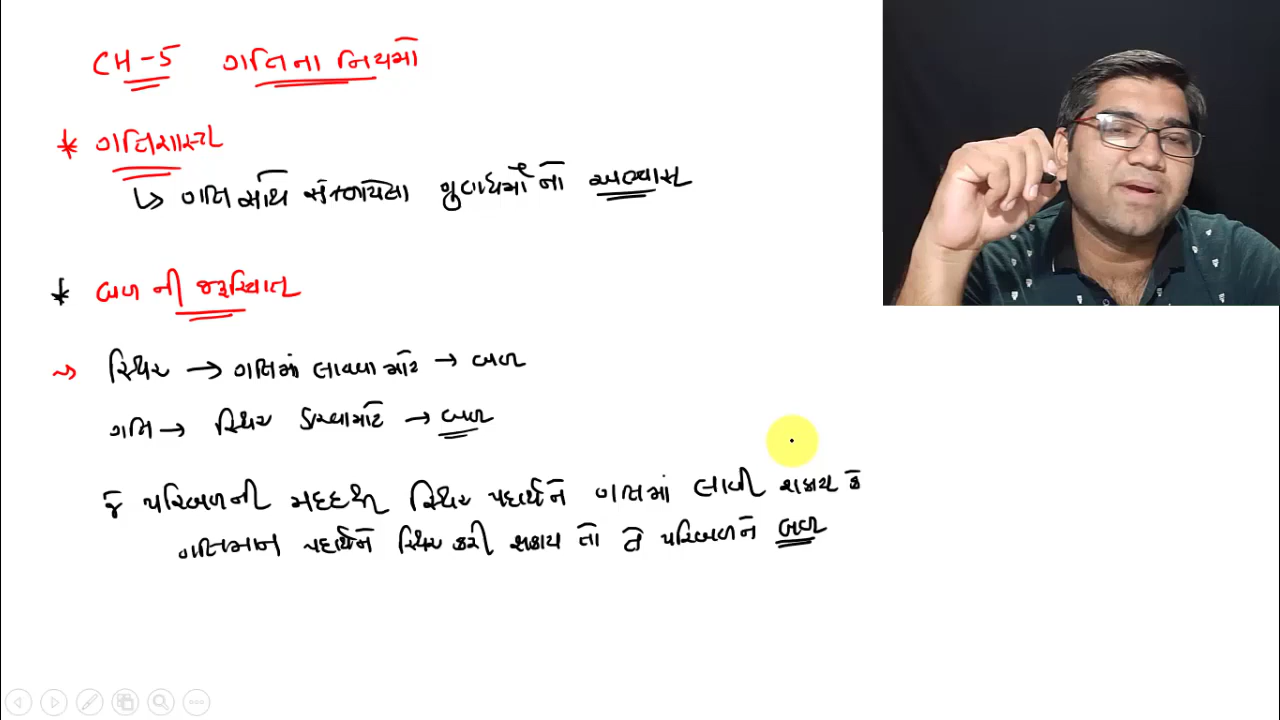 CH-5 ગતિના નિયમો
* ગતિશાસ્ત્ર
↳ ગતિ સાથે સંકળાયેલા ગુણધર્મોનો અભ્યાસ
* બળ ની જરૂરિયાત
~> સ્થિર → ગતિમાં લાવવા માટે → બળ
ગતિ → સ્થિર કરવા માટે → બળ
જે પરિબળની મદદથી સ્થિર પદાર્થને ગતિમાં લાવી શકાય કે
ગતિમાન પદાર્થને સ્થિર કરી શકાય તો તે પરિબળને બળ